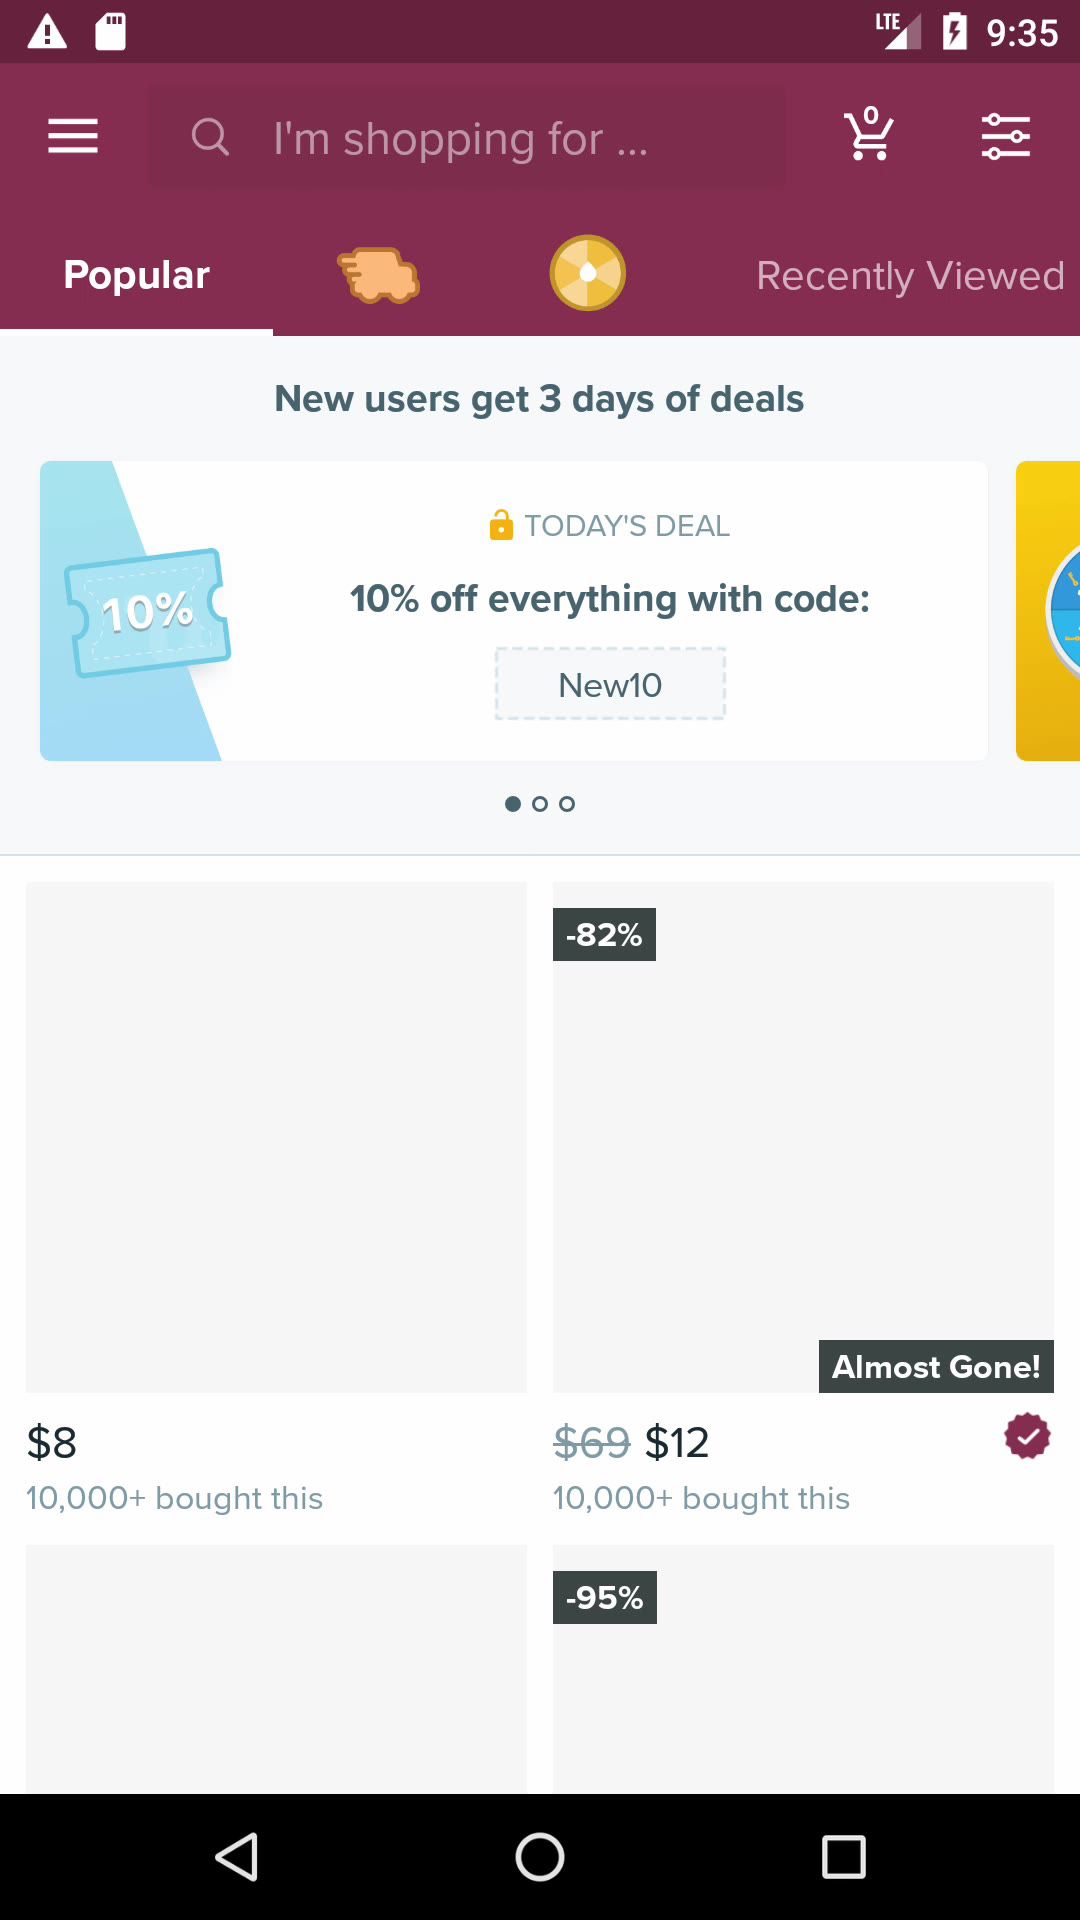 LTE 9:35
I'm shopping for ...
0
Popular
Recently Viewed
New users get 3 days of deals
TODAY'S DEAL
10%
10% off everything with code:
New10
-82%
Almost Gone!
$8
$69 $12
10,000+ bought this
10,000+ bought this
-95%